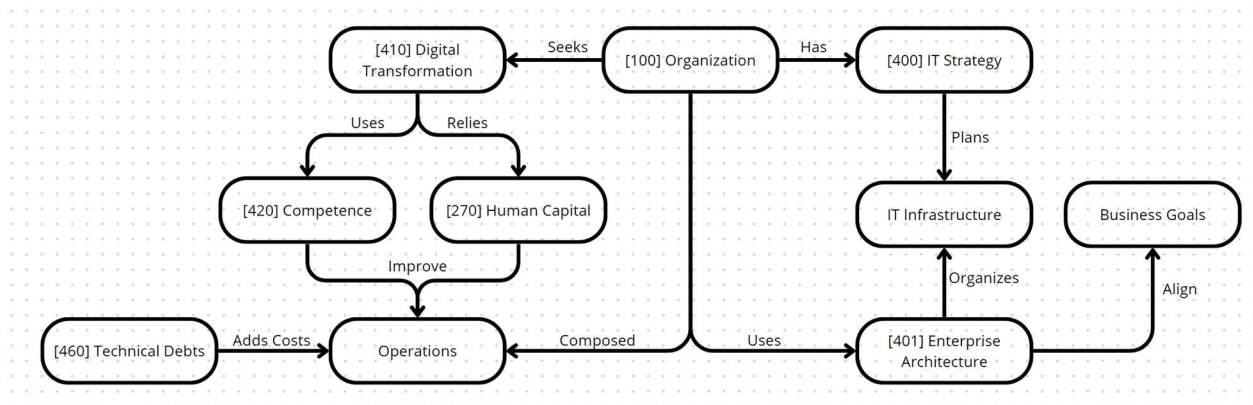 Seeks
Has
[410] Digital
Transformation
[100] Organization
[400] IT Strategy
Uses
Relies
Plans
[420] Competence
[270] Human Capital
IT Infrastructure
Business Goals
Improve
Organizes
Align
[460] Technical Debts
Adds Costs
Operations
Composed
Uses
[401] Enterprise
Architecture